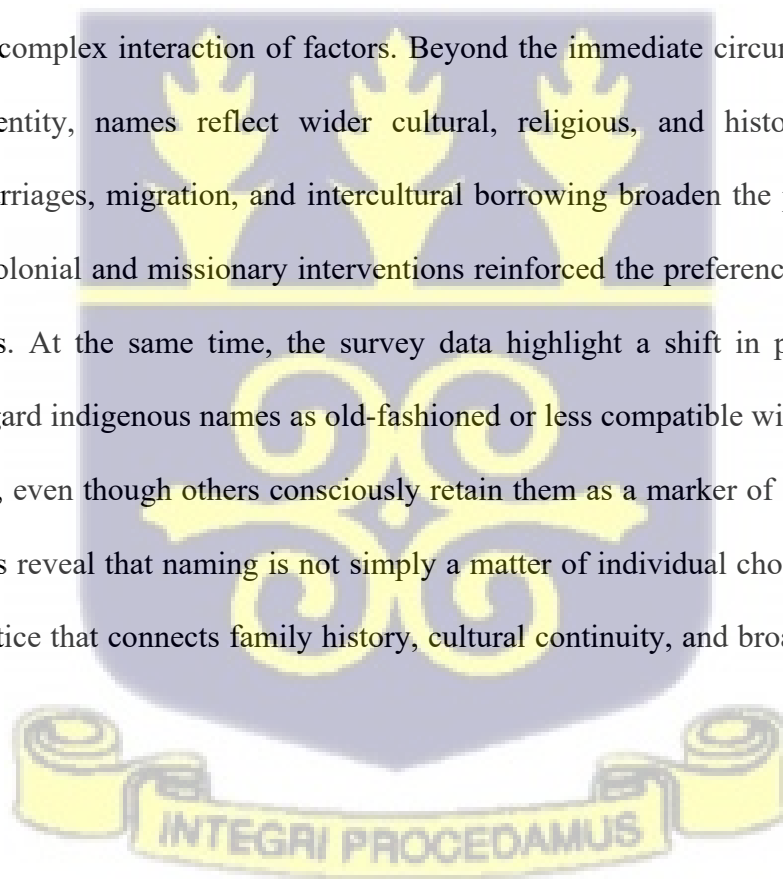 complex interaction of factors. Beyond the immediate circu
entity, names reflect wider cultural, religious, and histo
rriages, migration, and intercultural borrowing broaden the
olonial and missionary interventions reinforced the preferenc
s. At the same time, the survey data highlight a shift in p
gard indigenous names as old-fashioned or less compatible wi
, even though others consciously retain them as a marker of
s reveal that naming is not simply a matter of individual cho
tice that connects family history, cultural continuity, and broa
INTEGRI PROCEDAMUS